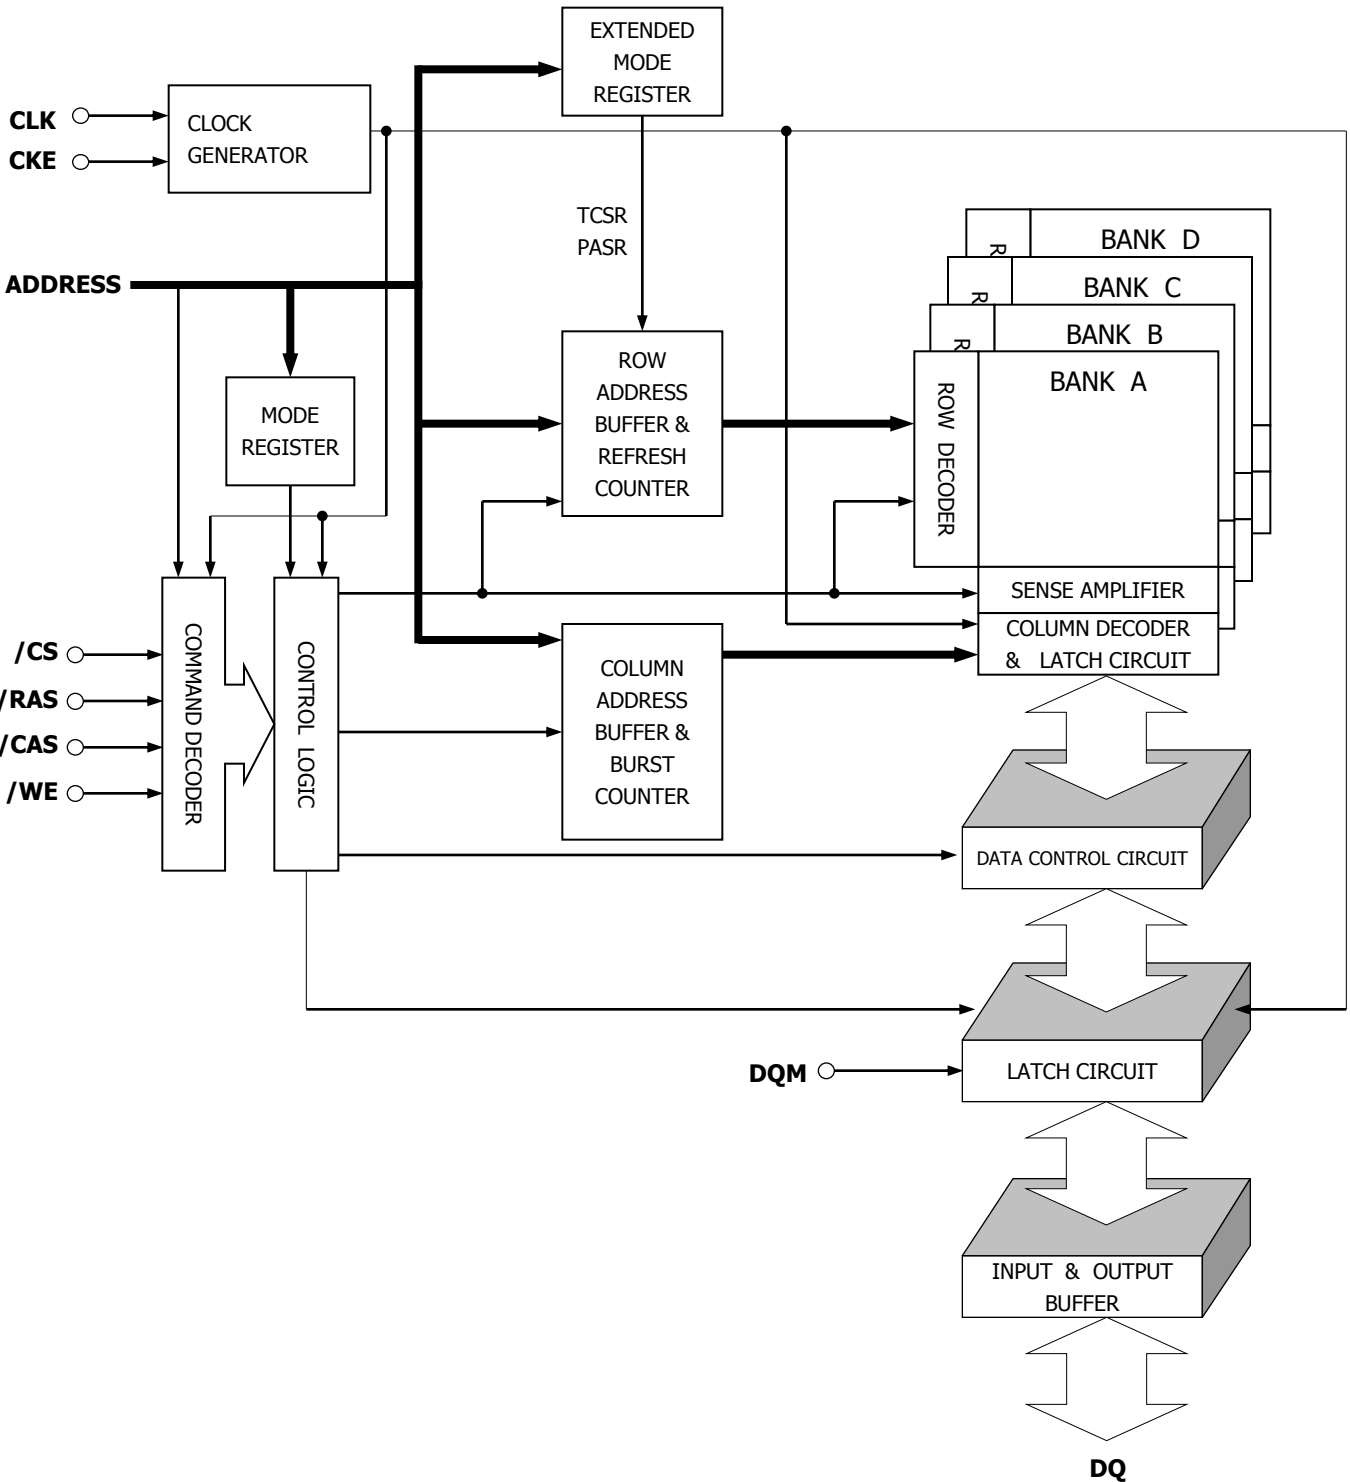 EXTENDED
MODE
REGISTER
CLK
CKE
CLOCK
GENERATOR
TCSR
PASR
ADDRESS
BANK D
R
BANK C
R
BANK B
R
BANK A
ROW DECODER
ROW
ADDRESS
BUFFER &
REFRESH
COUNTER
MODE
REGISTER
SENSE AMPLIFIER
COLUMN DECODER
& LATCH CIRCUIT
/CS
/RAS
/CAS
/WE
COMMAND DECODER
CONTROL LOGIC
COLUMN
ADDRESS
BUFFER &
BURST
COUNTER
DATA CONTROL CIRCUIT
DQM
LATCH CIRCUIT
INPUT & OUTPUT
BUFFER
DQ